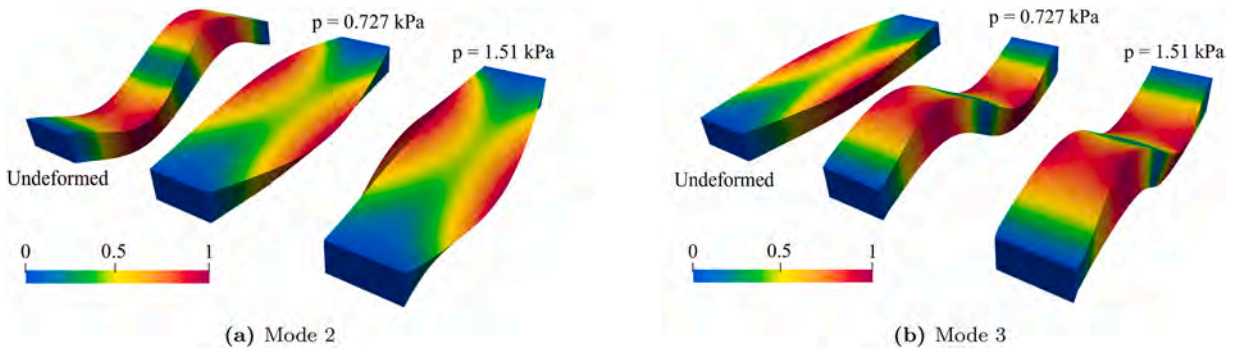 p = 0.727 kPa
p = 1.51 kPa
Undeformed
0 0.5 1
(a) Mode 2
p = 0.727 kPa
p = 1.51 kPa
Undeformed
0 0.5 1
(b) Mode 3